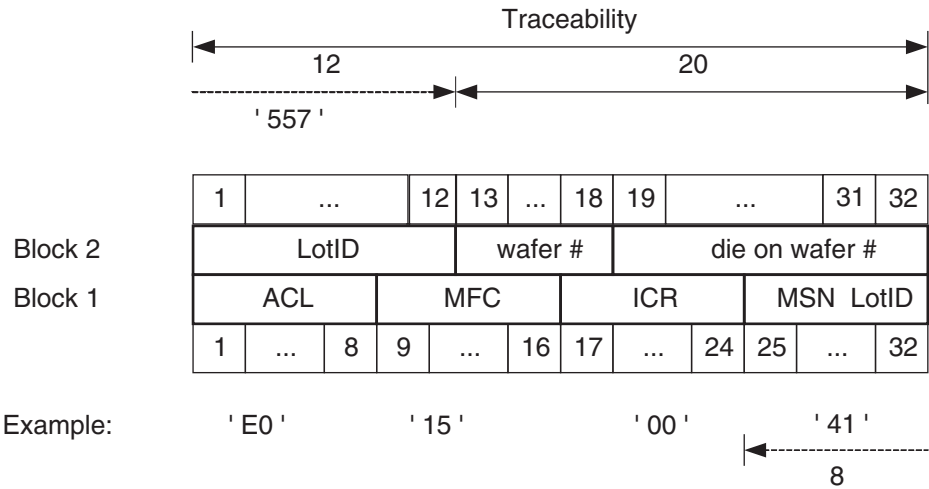 Traceability
12 20
' 557 '
1 ... 12 13 ... 18 19 ... 31 32
Block 2 LotID wafer # die on wafer #
Block 1 ACL MFC ICR MSN LotID
1 ... 8 9 ... 16 17 ... 24 25 ... 32
Example: ' E0 ' ' 15 ' ' 00 ' ' 41 '
8